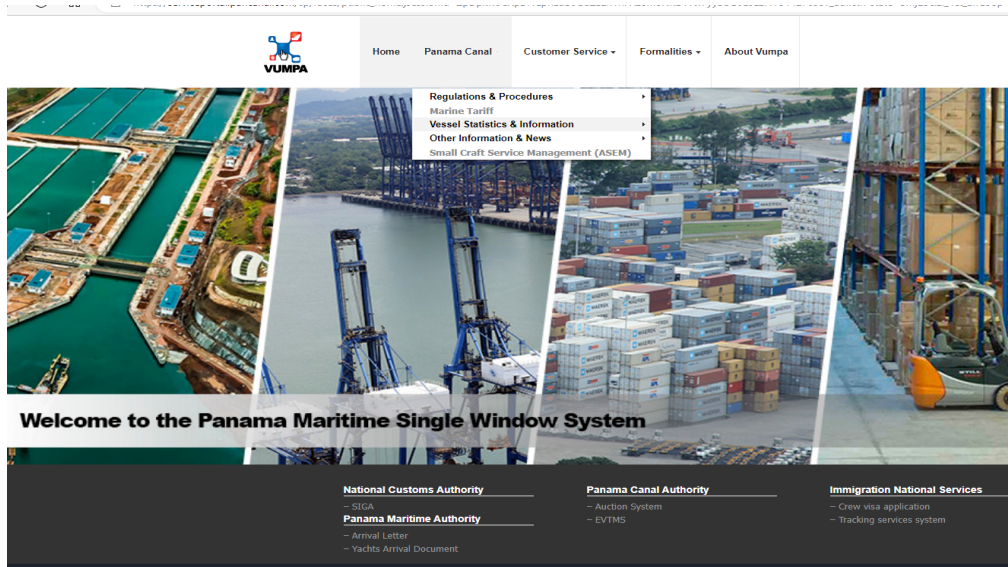 VUMPA
Home
Panama Canal
Customer Service
Formalities
About Vumpa
Regulations & Procedures
Marine Tariff
Vessel Statistics & Information
Other Information & News
Small Craft Service Management (ASEM)
MAERSK
STILL
Welcome to the Panama Maritime Single Window System
National Customs Authority
– SIGA
Panama Maritime Authority
– Arrival Letter
– Yachts Arrival Document
Panama Canal Authority
– Auction System
– EVTMS
Immigration National Services
– Crew visa application
– Tracking services system